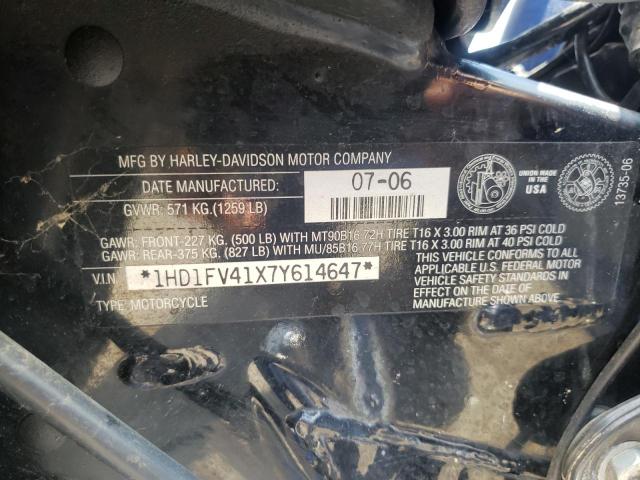 MFG BY HARLEY-DAVIDSON MOTOR COMPANY
DATE MANUFACTURED: 07-06
GVWR: 571 KG.(1259 LB)
MADE IN THE USA
13735-06
GAWR: FRONT-227 KG. (500 LB) WITH MT90B16 72H TIRE T16 X 3.00 RIM AT 36 PSI COLD
GAWR: REAR-375 KG. (827 LB) WITH MU/85B16 77H TIRE T16 X 3.00 RIM AT 40 PSI COLD
V.I.N *1HD1FV41X7Y614647*
TYPE: MOTORCYCLE
THIS VEHICLE CONFORMS TO ALL
APPLICABLE U.S. FEDERAL MOTOR
VEHICLE SAFETY STANDARDS
IN EFFECT ON THE DATE OF
MANUFACTURE SHOWN ABOVE